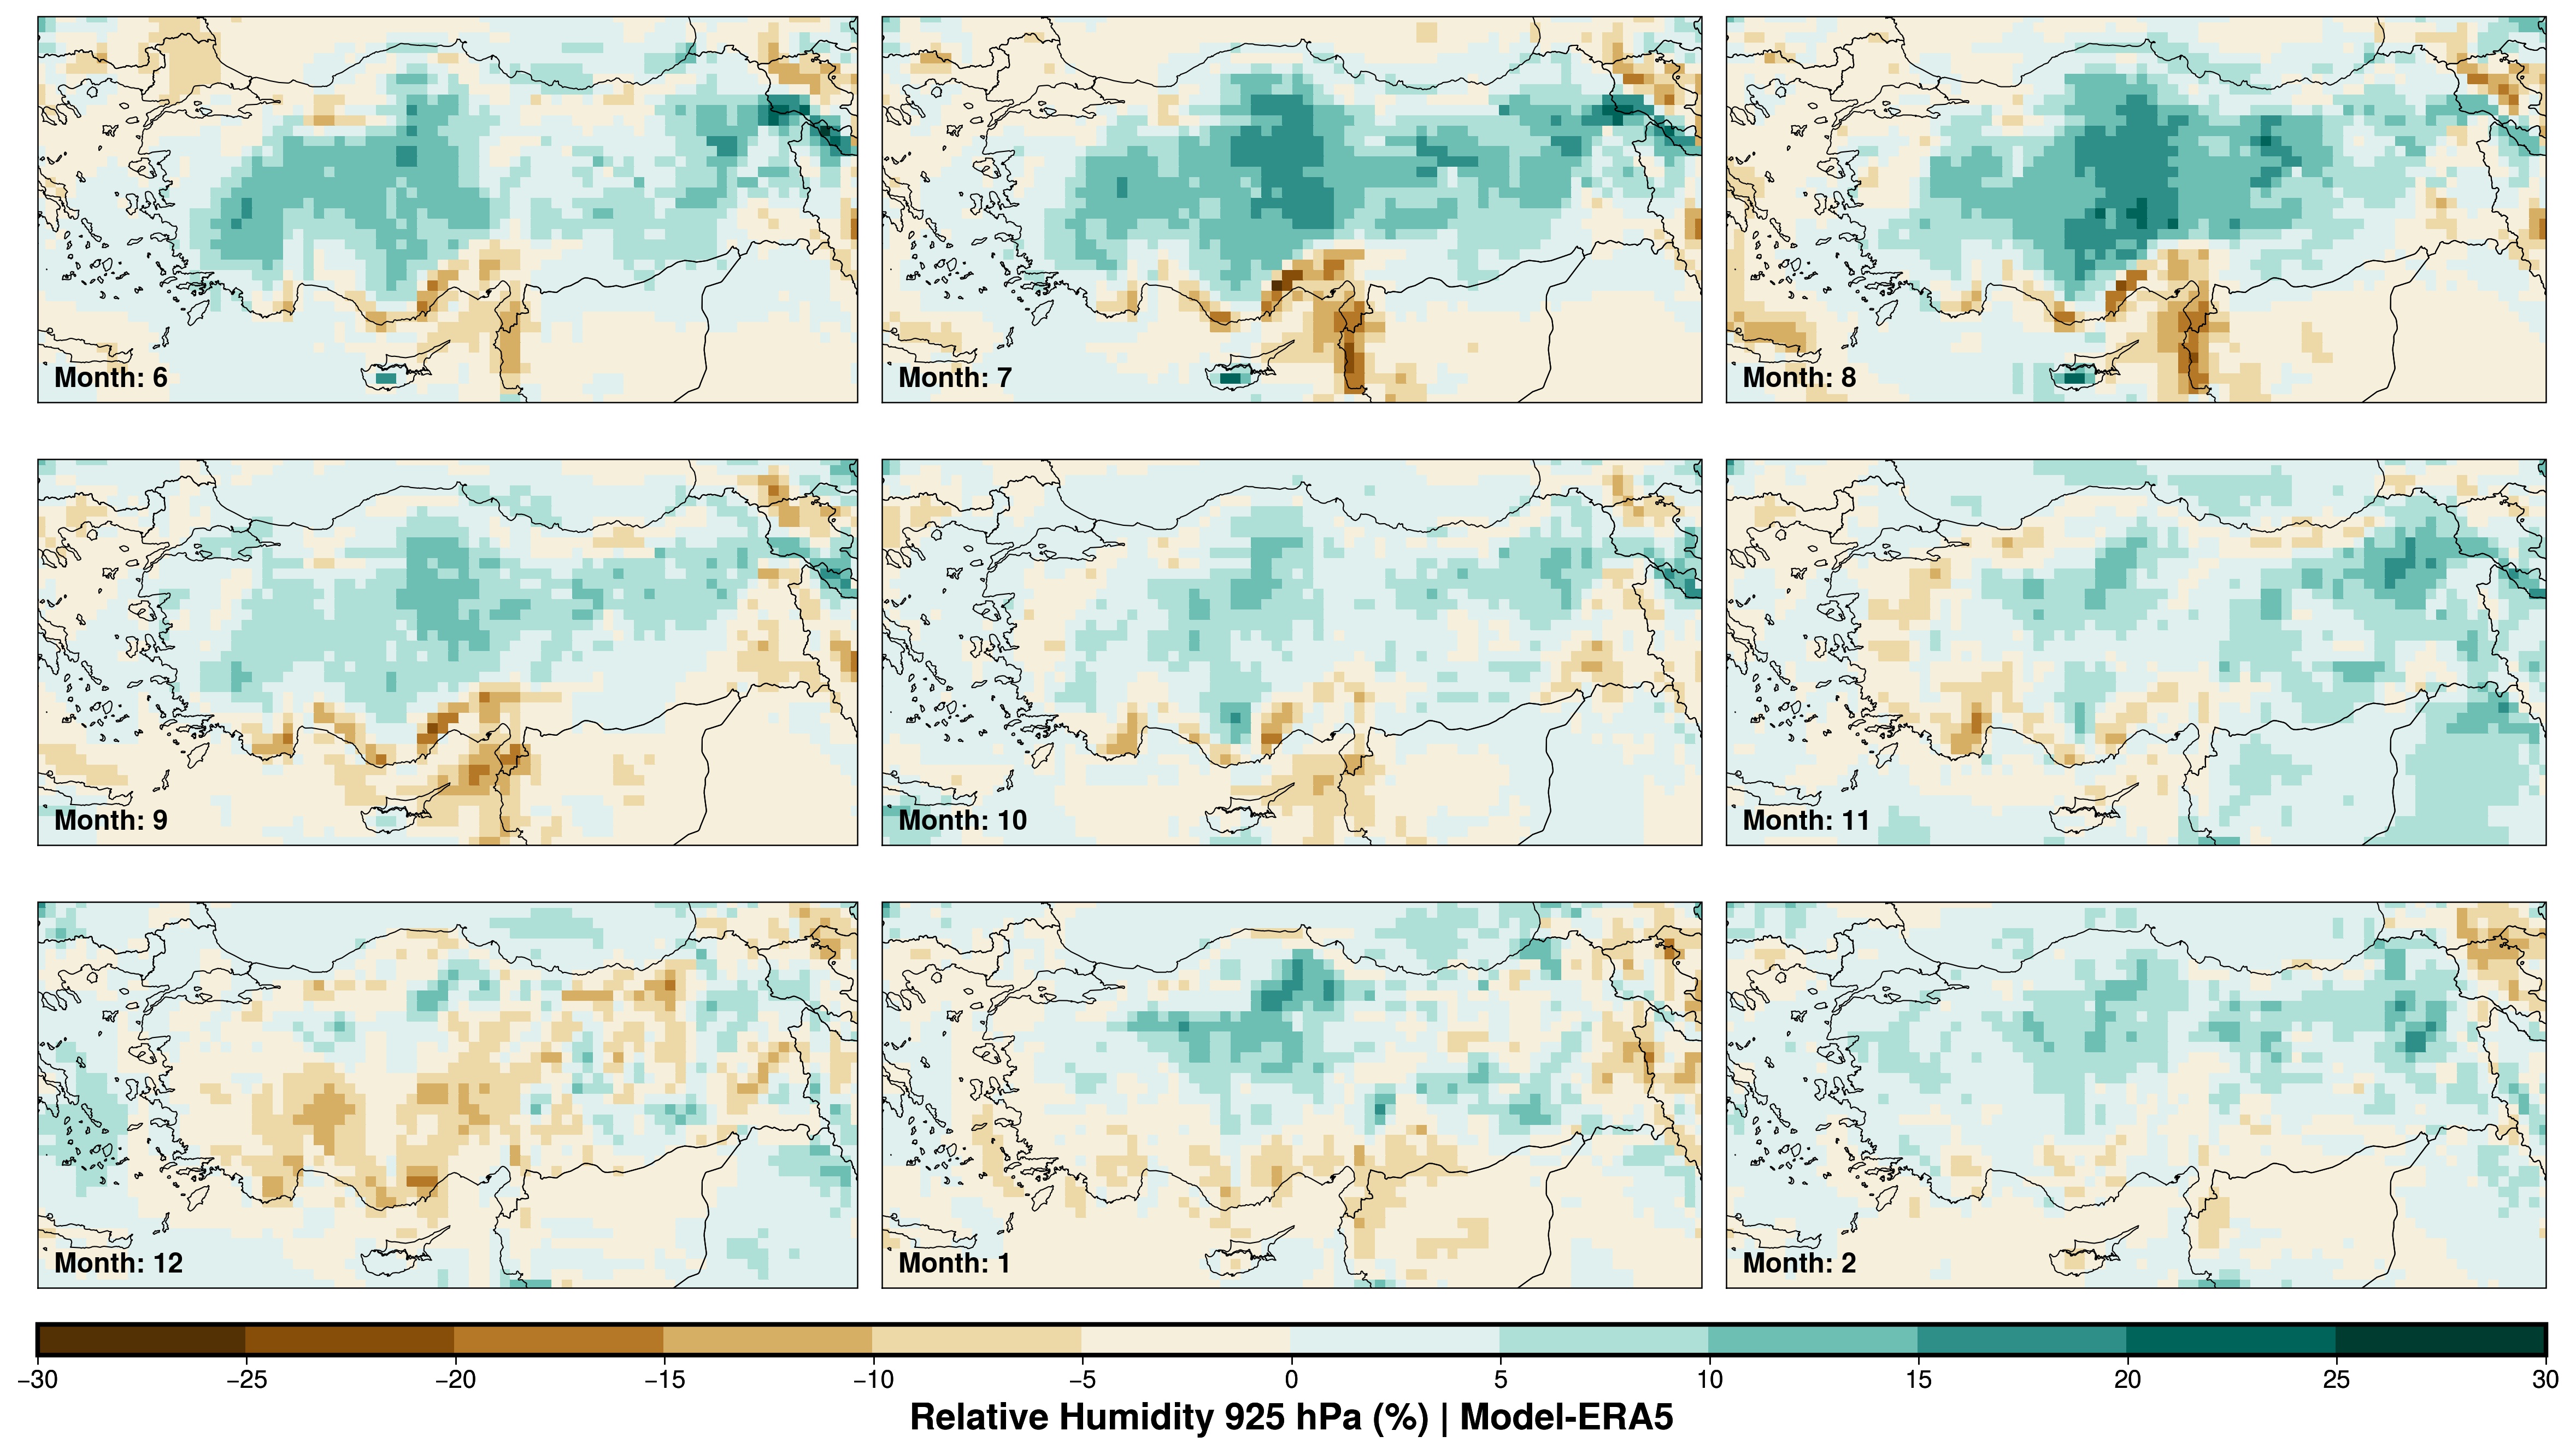 Month: 6
Month: 7
Month: 8
Month: 9
Month: 10
Month: 11
Month: 12
Month: 1
Month: 2
−30 −25 −20 −15 −10 −5 0 5 10 15 20 25 30
Relative Humidity 925 hPa (%) | Model-ERA5